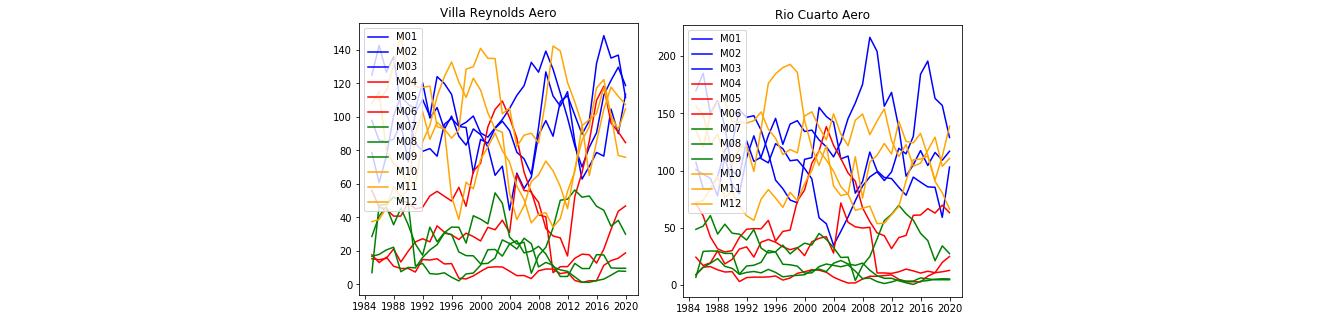 Villa Reynolds Aero
M01
M02
M03
M04
M05
M06
M07
M08
M09
M10
M11
M12
140
120
100
80
60
40
20
0
1984 1988 1992 1996 2000 2004 2008 2012 2016 2020
Rio Cuarto Aero
M01
M02
M03
M04
M05
M06
M07
M08
M09
M10
M11
M12
200
150
100
50
0
1984 1988 1992 1996 2000 2004 2008 2012 2016 2020